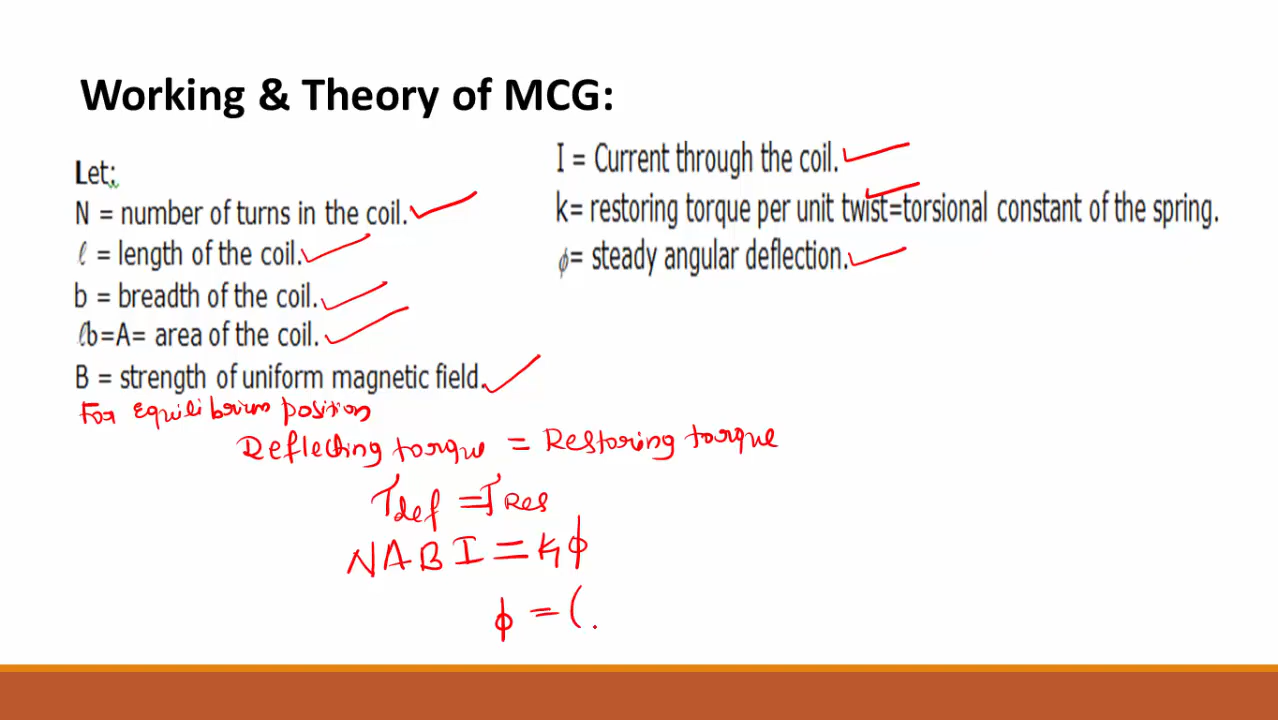 Working & Theory of MCG:
Let;
N = number of turns in the coil.
ℓ = length of the coil.
b = breadth of the coil.
ℓb=A= area of the coil.
B = strength of uniform magnetic field.
I = Current through the coil.
k= restoring torque per unit twist=torsional constant of the spring.
ϕ= steady angular deflection.
For equilibrium position
Deflecting torque = Restoring torque
τdef = τRes
NABI = kϕ
ϕ = (